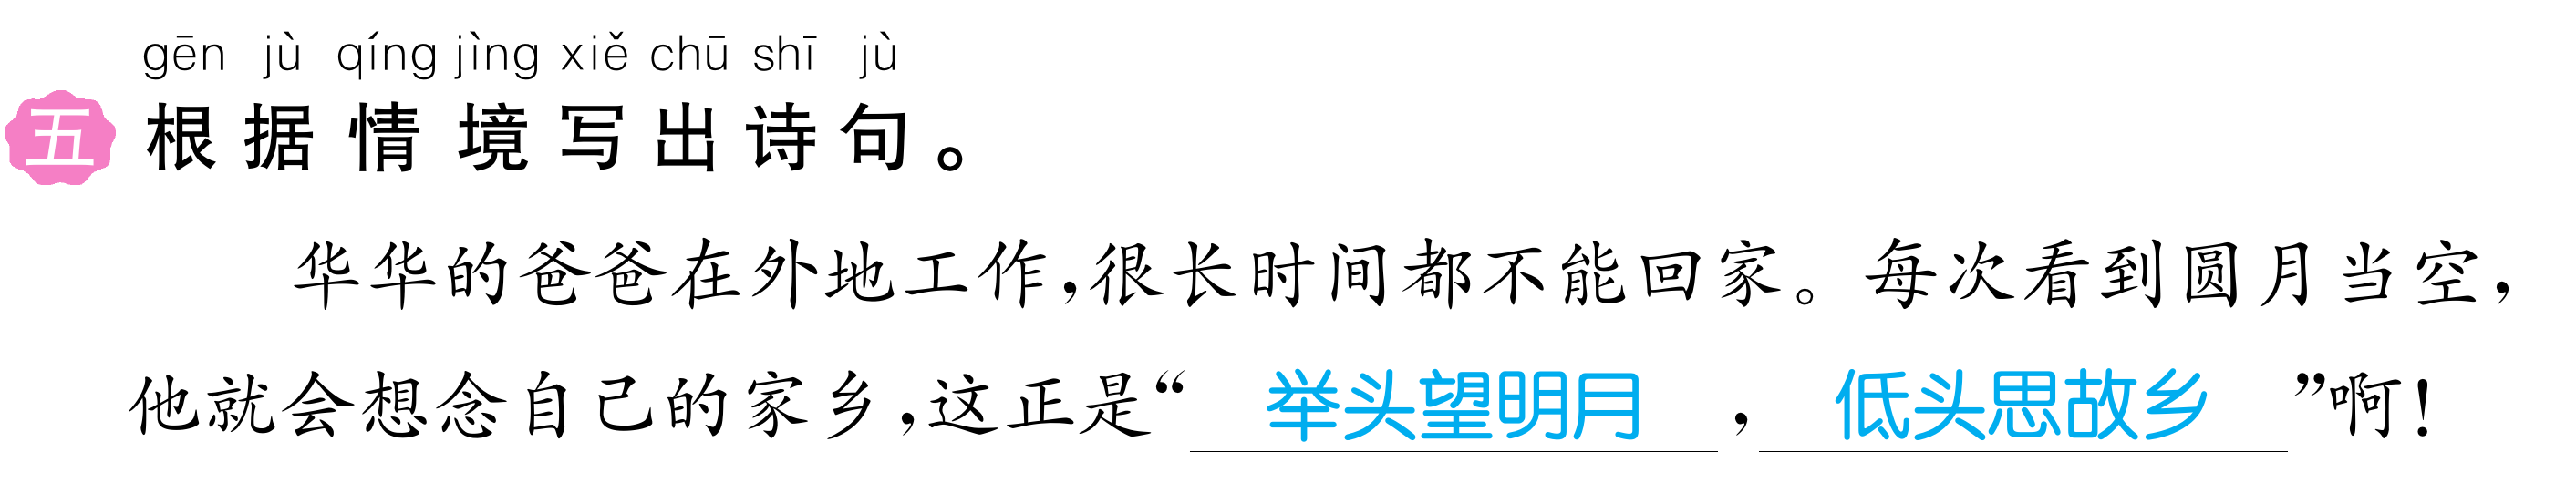 gēn jù qíng jìng xiě chū shī jù
五 根据情境写出诗句。
华华的爸爸在外地工作,很长时间都不能回家。每次看到圆月当空,
他就会想念自己的家乡,这正是“举头望明月,低头思故乡”啊!